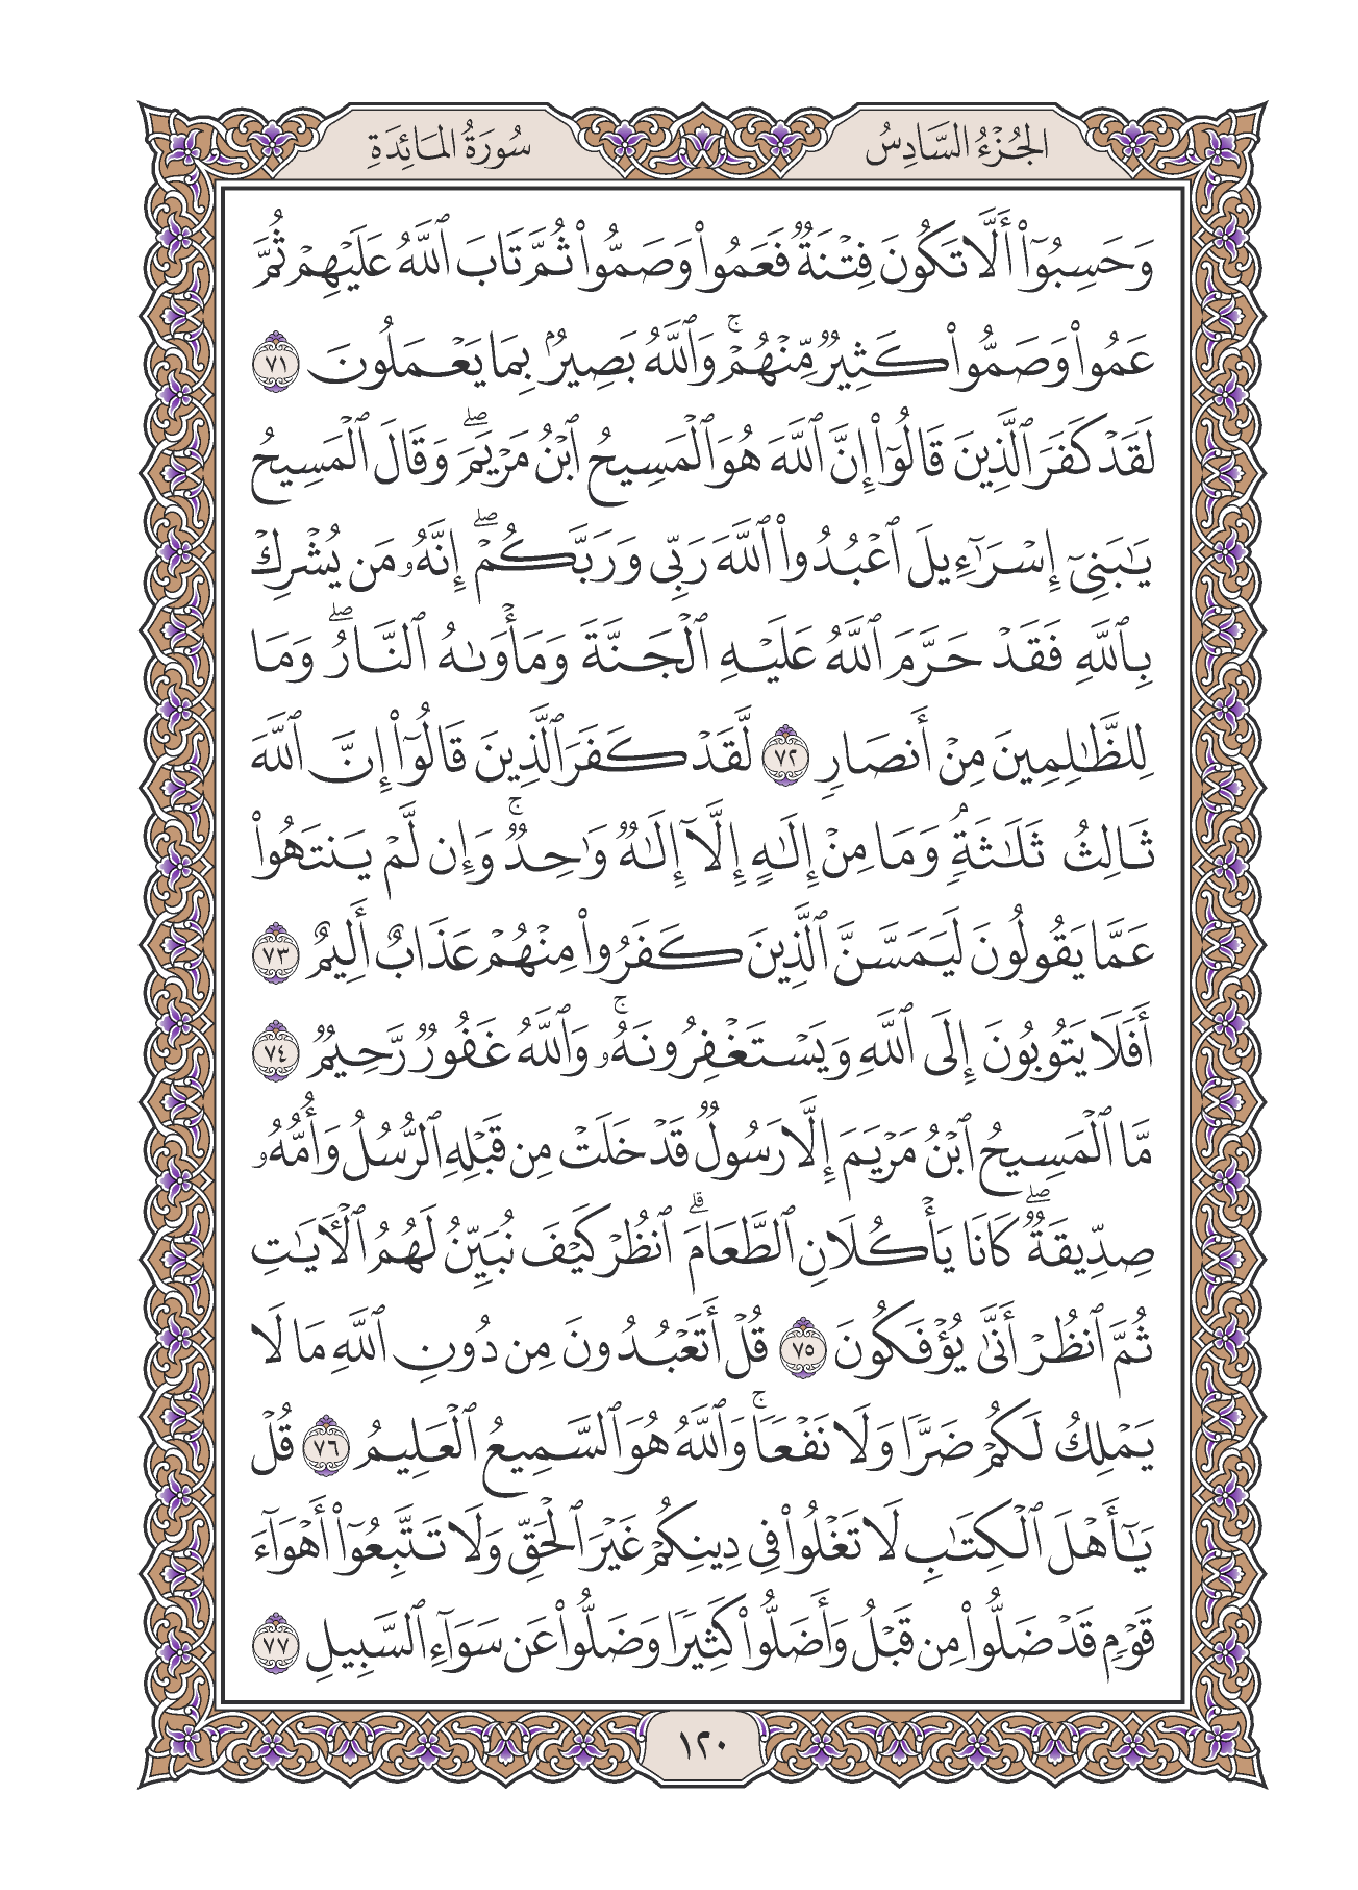 الجُزْءُ السَّادِسُ
سُورَةُ المَائِدَةِ
وَحَسِبُوٓاْ أَلَّا تَكُونَ فِتْنَةٌ فَعَمُواْ وَصَمُّواْ ثُمَّ تَابَ ٱللَّهُ عَلَيْهِمْ ثُمَّ
عَمُواْ وَصَمُّواْ كَثِيرٌ مِّنْهُمْۚ وَٱللَّهُ بَصِيرُۢ بِمَا يَعْمَلُونَ ٧١
لَقَدْ كَفَرَ ٱلَّذِينَ قَالُوٓاْ إِنَّ ٱللَّهَ هُوَ ٱلْمَسِيحُ ٱبْنُ مَرْيَمَۖ وَقَالَ ٱلْمَسِيحُ
يَٰبَنِىٓ إِسْرَٰٓءِيلَ ٱعْبُدُواْ ٱللَّهَ رَبِّى وَرَبَّكُمْۖ إِنَّهُۥ مَن يُشْرِكْ
بِٱللَّهِ فَقَدْ حَرَّمَ ٱللَّهُ عَلَيْهِ ٱلْجَنَّةَ وَمَأْوَىٰهُ ٱلنَّارُۖ وَمَا
لِلظَّٰلِمِينَ مِنْ أَنصَارٍ ٧٢ لَّقَدْ كَفَرَ ٱلَّذِينَ قَالُوٓاْ إِنَّ ٱللَّهَ
ثَالِثُ ثَلَٰثَةٍۘ وَمَا مِنْ إِلَٰهٍ إِلَّآ إِلَٰهٌ وَٰحِدٌۚ وَإِن لَّمْ يَنتَهُواْ
عَمَّا يَقُولُونَ لَيَمَسَّنَّ ٱلَّذِينَ كَفَرُواْ مِنْهُمْ عَذَابٌ أَلِيمٌ ٧٣
أَفَلَا يَتُوبُونَ إِلَى ٱللَّهِ وَيَسْتَغْفِرُونَهُۥۚ وَٱللَّهُ غَفُورٌ رَّحِيمٌ ٧٤
مَّا ٱلْمَسِيحُ ٱبْنُ مَرْيَمَ إِلَّا رَسُولٌ قَدْ خَلَتْ مِن قَبْلِهِ ٱلرُّسُلُ وَأُمُّهُۥ
صِدِّيقَةٌۖ كَانَا يَأْكُلَانِ ٱلطَّعَامَۗ ٱنظُرْ كَيْفَ نُبَيِّنُ لَهُمُ ٱلْأٓيَٰتِ
ثُمَّ ٱنظُرْ أَنَّىٰ يُؤْفَكُونَ ٧٥ قُلْ أَتَعْبُدُونَ مِن دُونِ ٱللَّهِ مَا لَا
يَمْلِكُ لَكُمْ ضَرًّا وَلَا نَفْعًاۚ وَٱللَّهُ هُوَ ٱلسَّمِيعُ ٱلْعَلِيمُ ٧٦ قُلْ
يَٰٓأَهْلَ ٱلْكِتَٰبِ لَا تَغْلُواْ فِى دِينِكُمْ غَيْرَ ٱلْحَقِّ وَلَا تَتَّبِعُوٓاْ أَهْوَآءَ
قَوْمٍ قَدْ ضَلُّواْ مِن قَبْلُ وَأَضَلُّواْ كَثِيرًا وَضَلُّواْ عَن سَوَآءِ ٱلسَّبِيلِ ٧٧
١٢٠